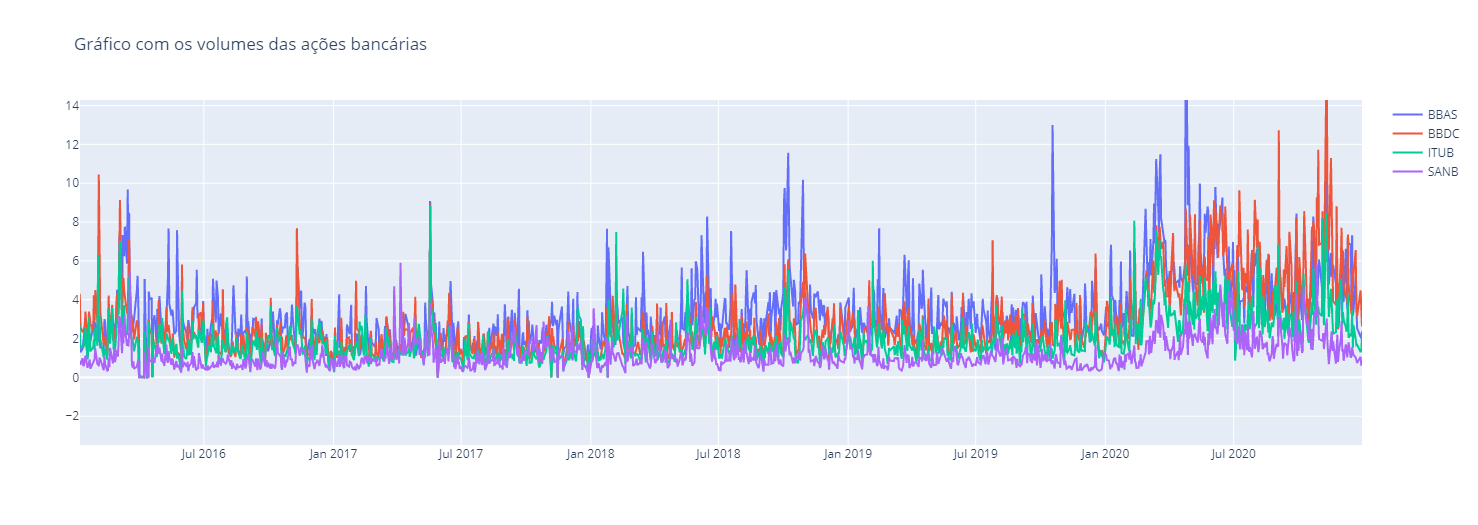 Gráfico com os volumes das ações bancárias
14
12
10
8
6
4
2
0
−2
Jul 2016
Jan 2017
Jul 2017
Jan 2018
Jul 2018
Jan 2019
Jul 2019
Jan 2020
Jul 2020
BBAS
BBDC
ITUB
SANB